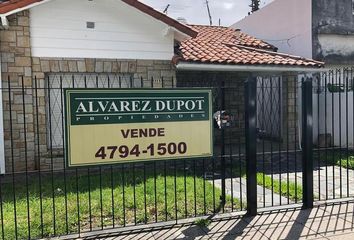 ALVAREZ DUPOT
PROPIEDADES
VENDE
4794-1500